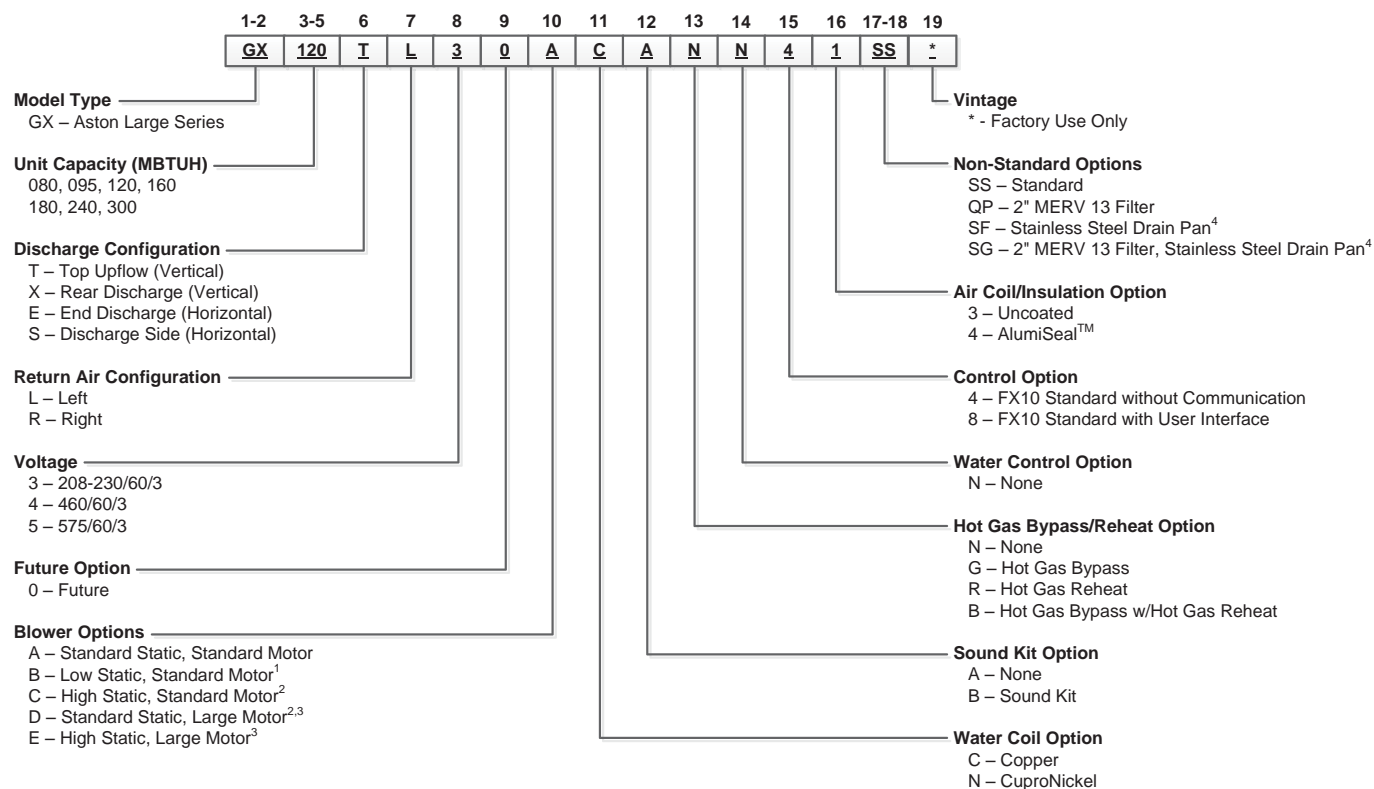 1-2 3-5 6 7 8 9 10 11 12 13 14 15 16 17-18 19
GX 120 T L 3 0 A C A N N 4 1 SS *
Model Type
GX – Aston Large Series
Unit Capacity (MBTUH)
080, 095, 120, 160
180, 240, 300
Discharge Configuration
T – Top Upflow (Vertical)
X – Rear Discharge (Vertical)
E – End Discharge (Horizontal)
S – Discharge Side (Horizontal)
Return Air Configuration
L – Left
R – Right
Voltage
3 – 208-230/60/3
4 – 460/60/3
5 – 575/60/3
Future Option
0 – Future
Blower Options
A – Standard Static, Standard Motor
B – Low Static, Standard Motor1
C – High Static, Standard Motor2
D – Standard Static, Large Motor2,3
E – High Static, Large Motor3
Vintage
* - Factory Use Only
Non-Standard Options
SS – Standard
QP – 2" MERV 13 Filter
SF – Stainless Steel Drain Pan4
SG – 2" MERV 13 Filter, Stainless Steel Drain Pan4
Air Coil/Insulation Option
3 – Uncoated
4 – AlumiSealTM
Control Option
4 – FX10 Standard without Communication
8 – FX10 Standard with User Interface
Water Control Option
N – None
Hot Gas Bypass/Reheat Option
N – None
G – Hot Gas Bypass
R – Hot Gas Reheat
B – Hot Gas Bypass w/Hot Gas Reheat
Sound Kit Option
A – None
B – Sound Kit
Water Coil Option
C – Copper
N – CuproNickel